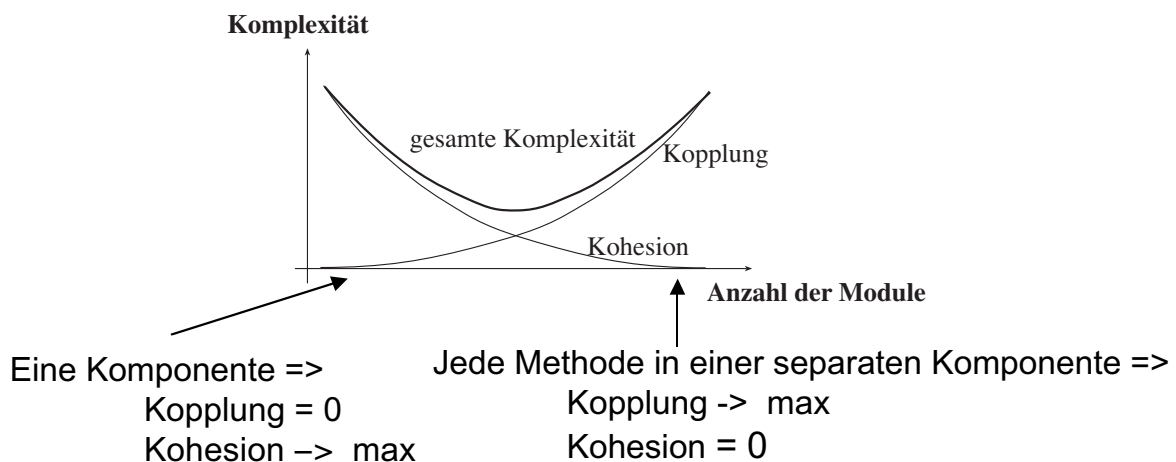 Komplexität
gesamte Komplexität
Kopplung
Kohesion
Anzahl der Module
Eine Komponente =>
Kopplung = 0
Kohesion –> max
Jede Methode in einer separaten Komponente =>
Kopplung -> max
Kohesion = 0